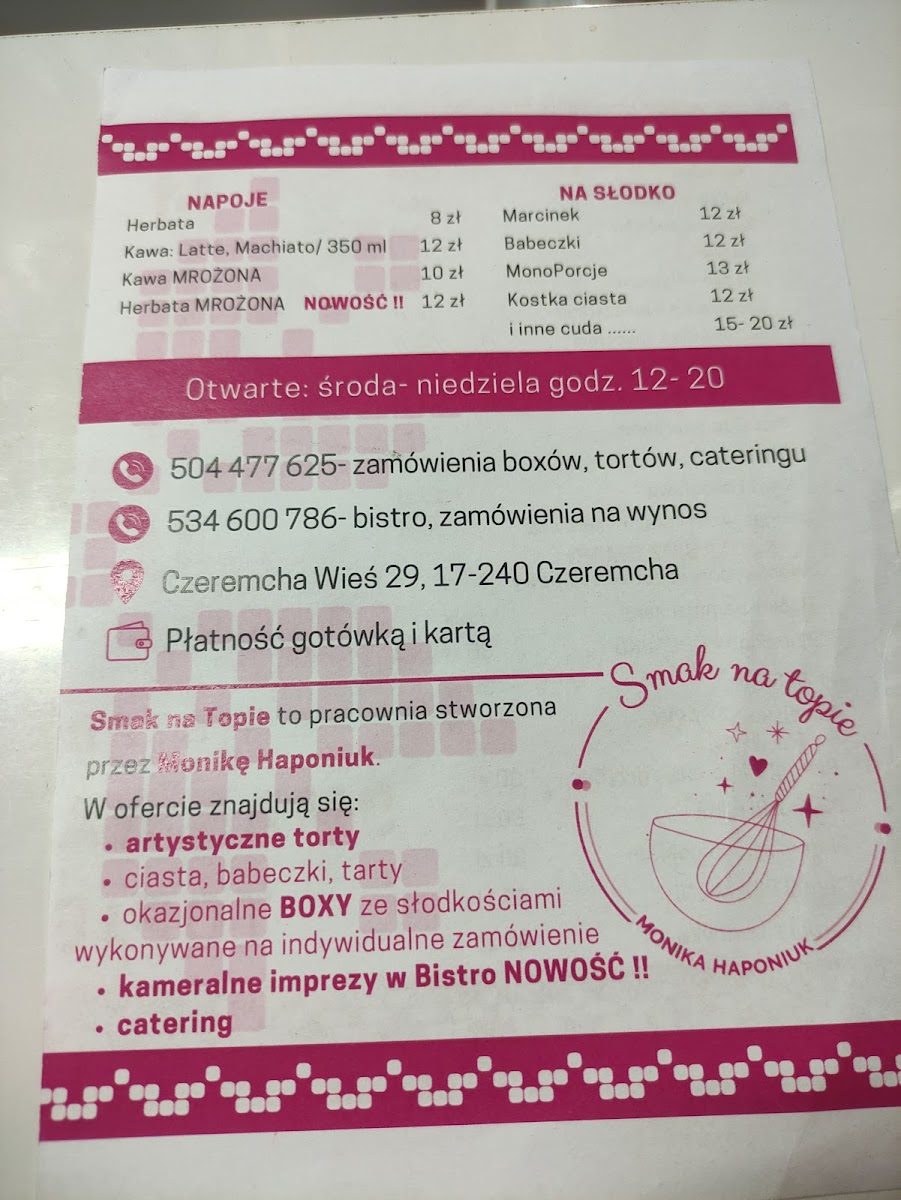 NAPOJE
Herbata 8 zł
Kawa: Latte, Machiato/ 350 ml 12 zł
Kawa MROŻONA 10 zł
Herbata MROŻONA NOWOŚĆ !! 12 zł
NA SŁODKO
Marcinek 12 zł
Babeczki 12 zł
MonoPorcje 13 zł
Kostka ciasta 12 zł
i inne cuda ...... 15- 20 zł
Otwarte: środa- niedziela godz. 12- 20
504 477 625- zamówienia boxów, tortów, cateringu
534 600 786- bistro, zamówienia na wynos
Czeremcha Wieś 29, 17-240 Czeremcha
Płatność gotówką i kartą
Smak na Topie to pracownia stworzona
przez Monikę Haponiuk.
W ofercie znajdują się:
• artystyczne torty
• ciasta, babeczki, tarty
• okazjonalne BOXY ze słodkościami
wykonywane na indywidualne zamówienie
• kameralne imprezy w Bistro NOWOŚĆ !!
• catering
Smak na topie
MONIKA HAPONIUK